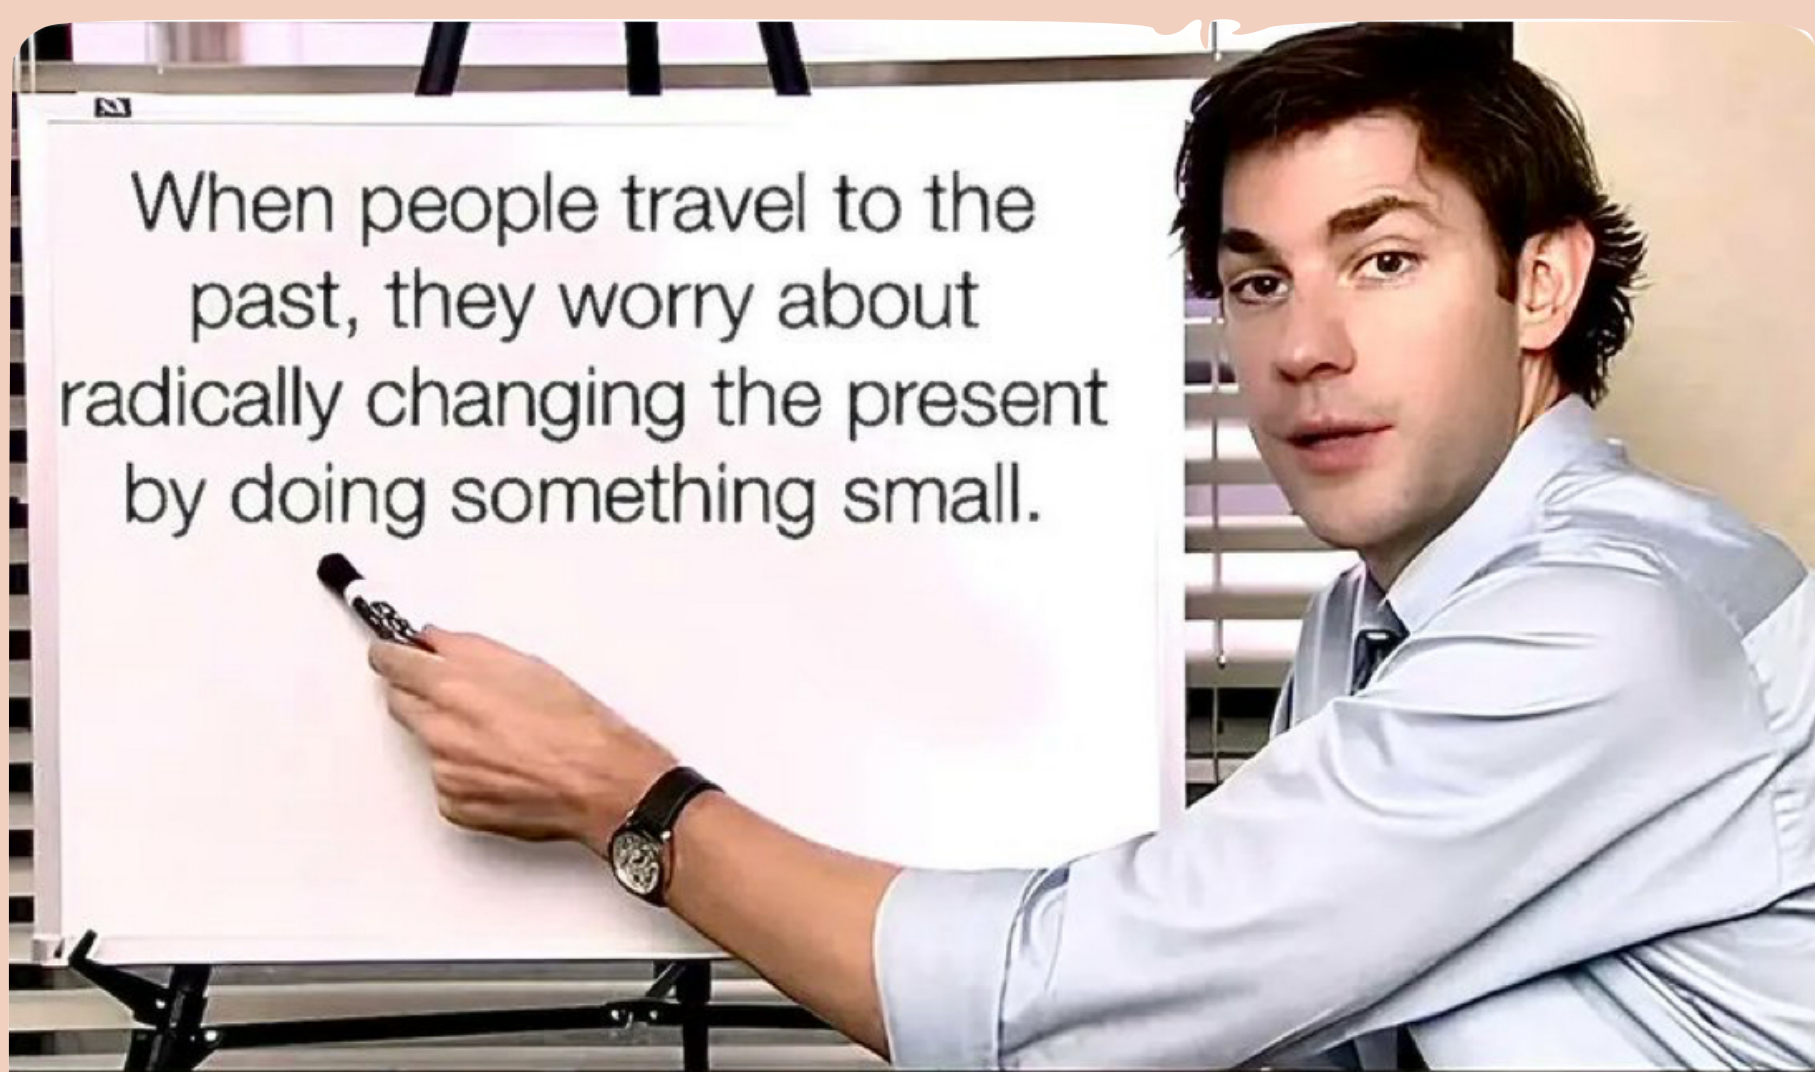 When people travel to the
past, they worry about
radically changing the present
by doing something small.